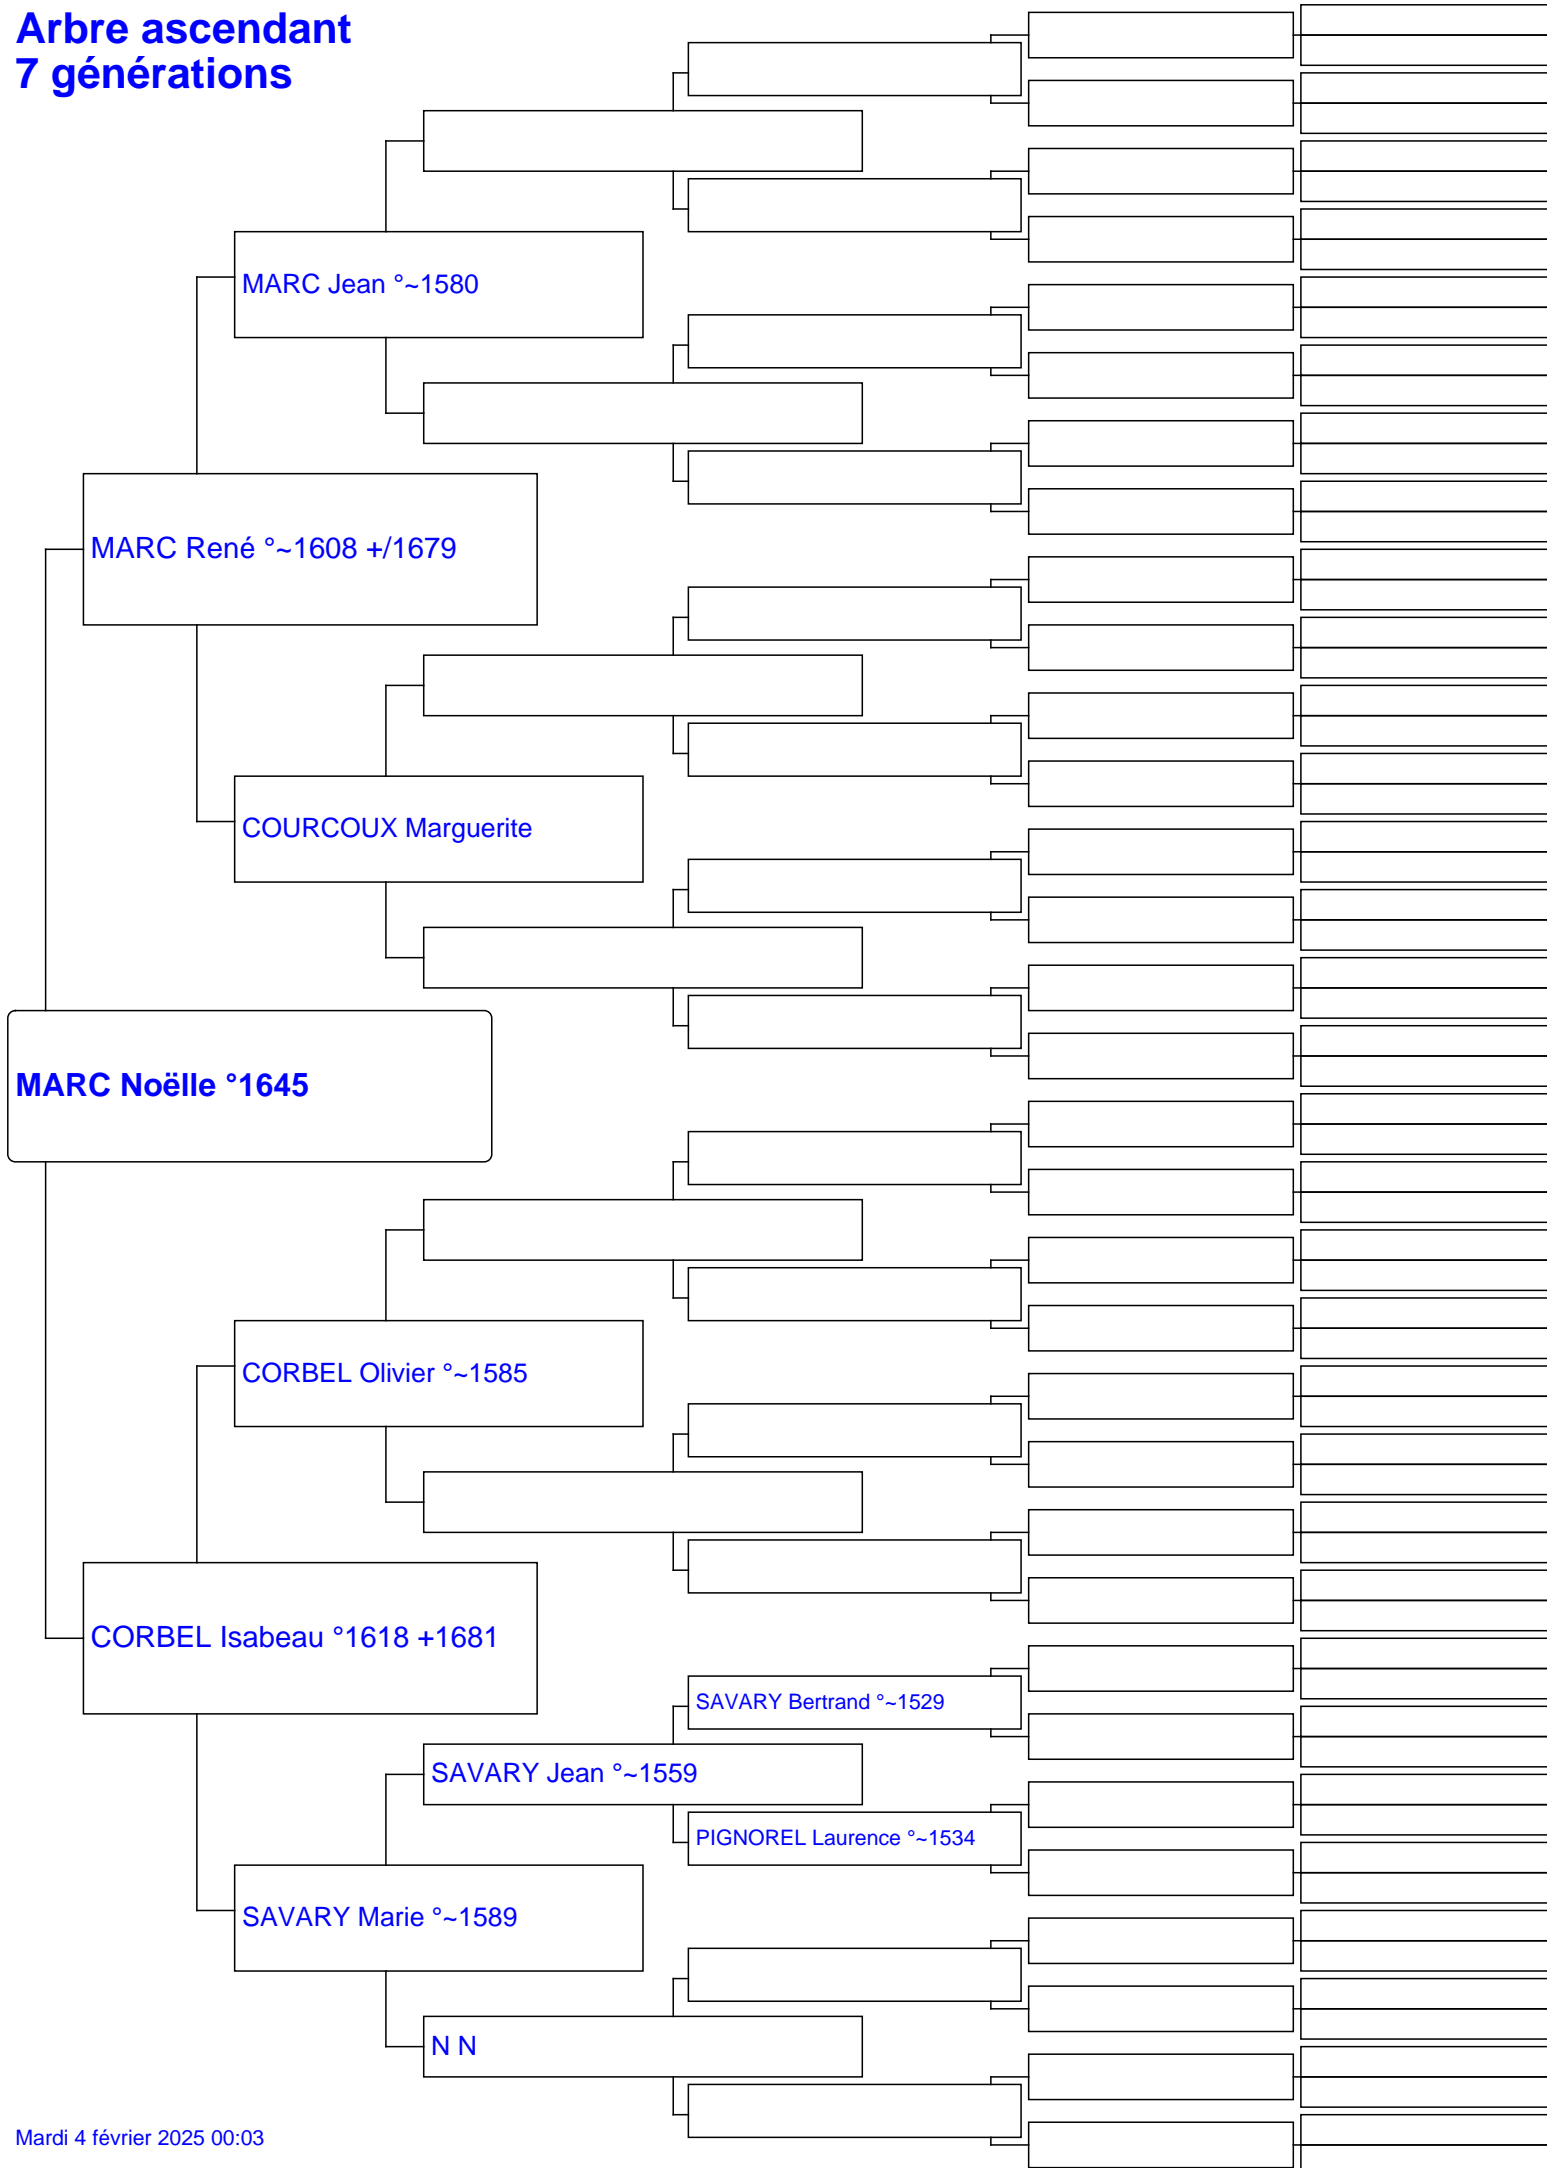 Arbre ascendant
7 générations
MARC Jean °~1580
MARC René °~1608 +/1679
COURCOUX Marguerite
MARC Noëlle °1645
CORBEL Olivier °~1585
CORBEL Isabeau °1618 +1681
SAVARY Bertrand °~1529
SAVARY Jean °~1559
PIGNOREL Laurence °~1534
SAVARY Marie °~1589
N N
Mardi 4 février 2025 00:03